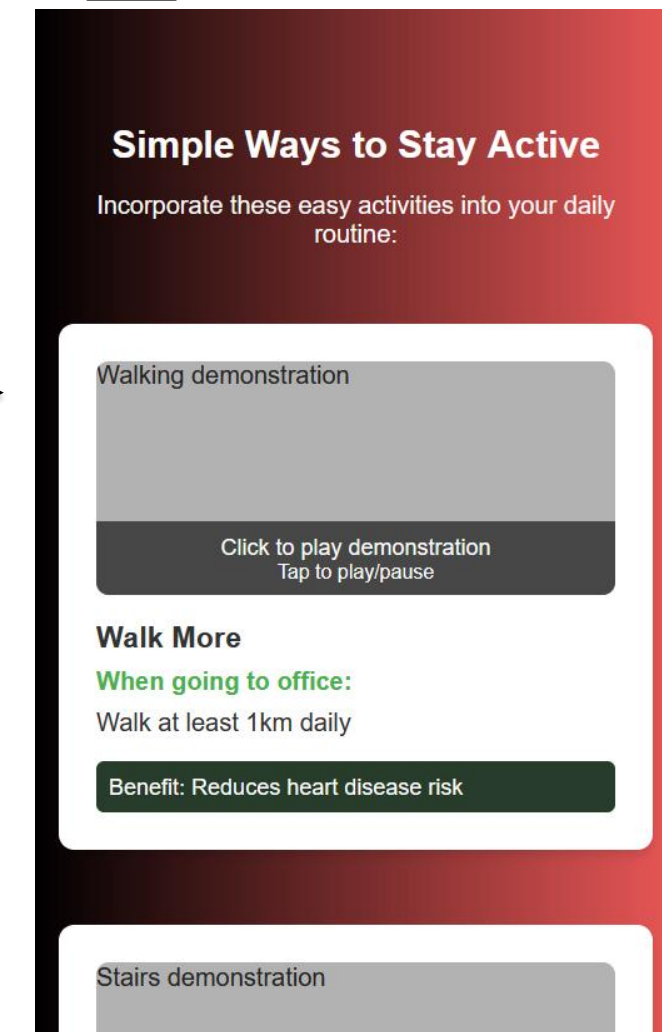 Simple Ways to Stay Active
Incorporate these easy activities into your daily
routine:
Walking demonstration
Click to play demonstration
Tap to play/pause
Walk More
When going to office:
Walk at least 1km daily
Benefit: Reduces heart disease risk
Stairs demonstration